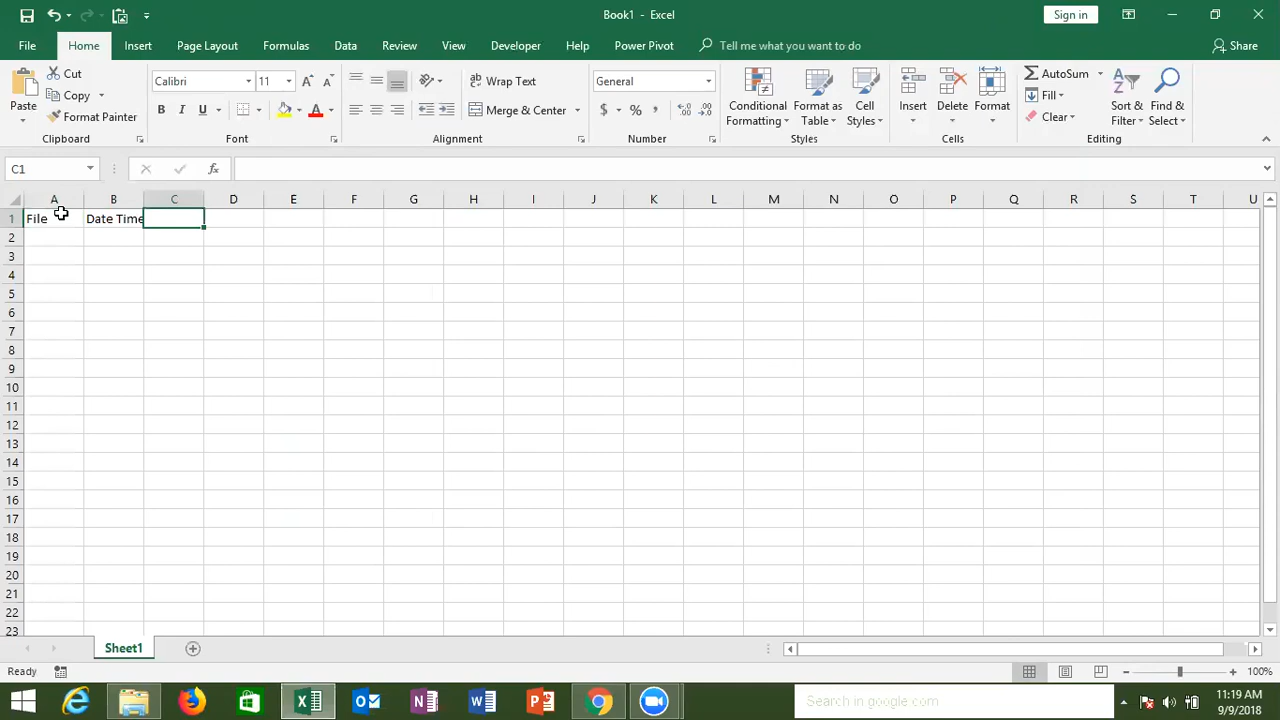 Book1 - Excel
Sign in
File Home Insert Page Layout Formulas Data Review View Developer Help Power Pivot Tell me what you want to do Share
Paste
Cut
Copy
Format Painter
Clipboard
Calibri 11
B I U
Font
Wrap Text
Merge & Center
Alignment
General
$ % ,
Number
Conditional Formatting
Format as Table
Cell Styles
Styles
Insert
Delete
Format
Cells
AutoSum
Fill
Clear
Sort & Filter
Find & Select
Editing
C1
fx
A B C D E F G H I J K L M N O P Q R S T U
1 File Date Time
2
3
4
5
6
7
8
9
10
11
12
13
14
15
16
17
18
19
20
21
22
23
Sheet1
Ready
100%
Search in google.com
11:19 AM
9/9/2018